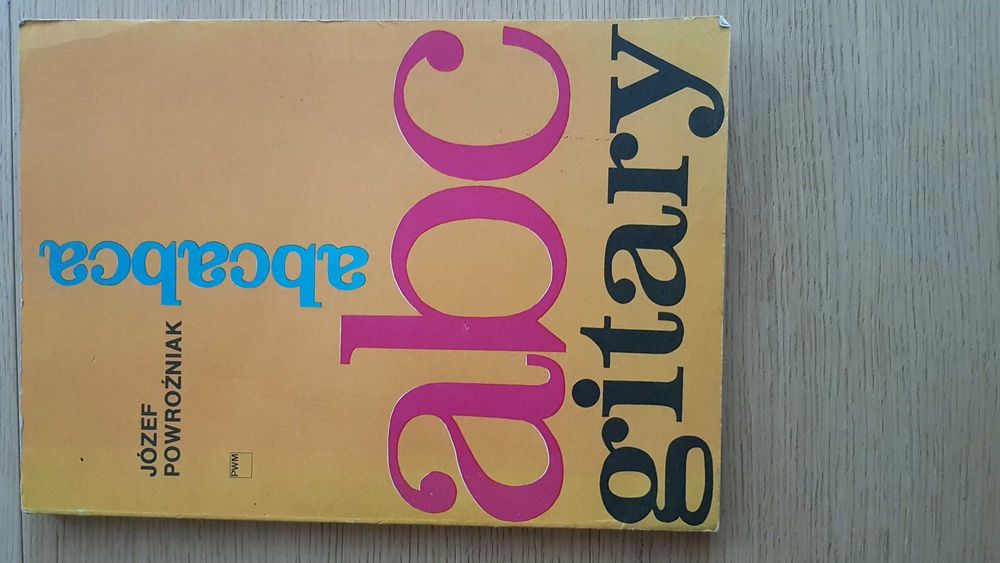 JÓZEF
POWROŹNIAK
abcabca
PWM
abc
gitary